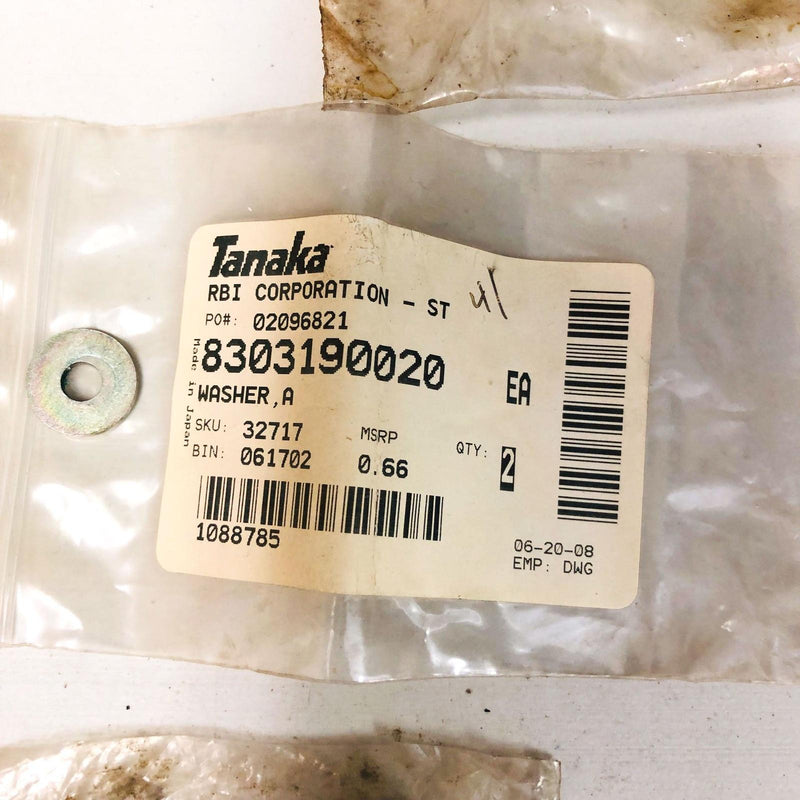 Tanaka
RBI CORPORATION - ST
PO#: 02096821
8303190020 EA
Made in Japan
WASHER,A
SKU: 32717 MSRP QTY: 2
BIN: 061702 0.66
1088785
06-20-08
EMP: DWG